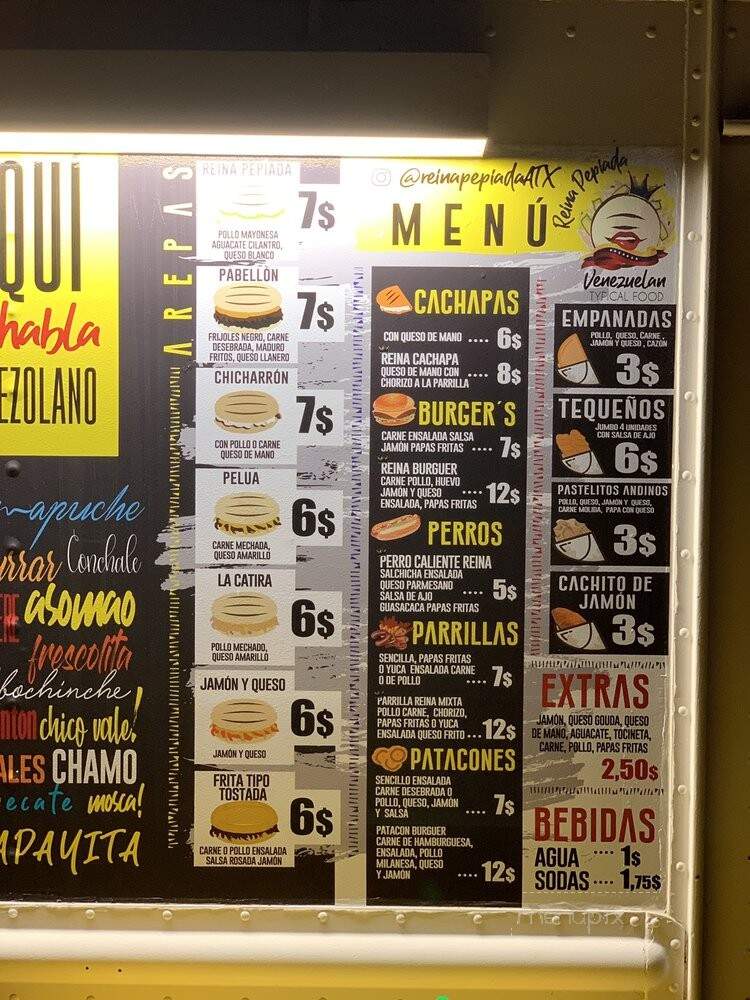 QUI
habla
EZOLANO
apuche
rrar Conchale
RE asomao
frescolita
bochinche
nton chico vale!
ALES CHAMO
ecate mosca!
APAYITA
AREPAS
REINA PEPIADA
7$
POLLO MAYONESA
AGUACATE CILANTRO,
QUESO BLANCO
PABELLÒN
7$
FRIJOLES NEGRO, CARNE
DESEBRADA, MADURO
FRITOS, QUESO LLANERO
CHICHARRÓN
7$
CON POLLO O CARNE
QUESO DE MANO
PELUA
6$
CARNE MECHADA,
QUESO AMARILLO
LA CATIRA
6$
POLLO MECHADO,
QUESO AMARILLO
JAMÓN Y QUESO
6$
JAMÓN Y QUESO
FRITA TIPO
TOSTADA
6$
CARNE O POLLO ENSALADA
SALSA ROSADA JAMÓN
@reinapepiadaATX
MENÚ
Reina Pepiada
Venezuelan
TYPICAL FOOD
CACHAPAS
CON QUESO DE MANO .... 6$
REINA CACHAPA
QUESO DE MANO CON
CHORIZO A LA PARRILLA .... 8$
BURGER´S
CARNE ENSALADA SALSA
JAMÓN PAPAS FRITAS .... 7$
REINA BURGUER
CARNE POLLO, HUEVO
JAMÓN Y QUESO
ENSALADA, PAPAS FRITAS .... 12$
PERROS
PERRO CALIENTE REINA
SALCHICHA ENSALADA
QUESO PARMESANO
SALSA DE AJO .... 5$
GUASACACA PAPAS FRITAS
PARRILLAS
SENCILLA, PAPAS FRITAS
O YUCA ENSALADA CARNE
O DE POLLO .... 7$
PARRILLA REINA MIXTA
POLLO CARNE, CHORIZO,
PAPAS FRITAS O YUCA
ENSALADA QUESO FRITO ...12$
PATACONES
SENCILLO ENSALADA
CARNE DESEBRADA O
POLLO, QUESO, JAMÓN
Y SALSA .... 7$
PATACON BURGUER
CARNE DE HAMBURGUESA,
ENSALADA, POLLO
MILANESA, QUESO
Y JAMÓN .... 12$
EMPANADAS
POLLO, QUESO, CARNE,
JAMÓN Y QUESO, CAZÓN
3$
TEQUEÑOS
JUMBO 4 UNIDADES
CON SALSA DE AJO
6$
PASTELITOS ANDINOS
POLLO, QUESO, JAMÓN Y QUESO,
CARNE MOLIDA, PAPA CON QUESO
3$
CACHITO DE
JAMÓN
3$
EXTRAS
JAMÓN, QUESO GOUDA, QUESO
DE MANO, AGUACATE, TOCINETA,
CARNE, POLLO, PAPAS FRITAS
2,50$
BEBIDAS
AGUA .... 1$
SODAS .... 1,75$
menupix